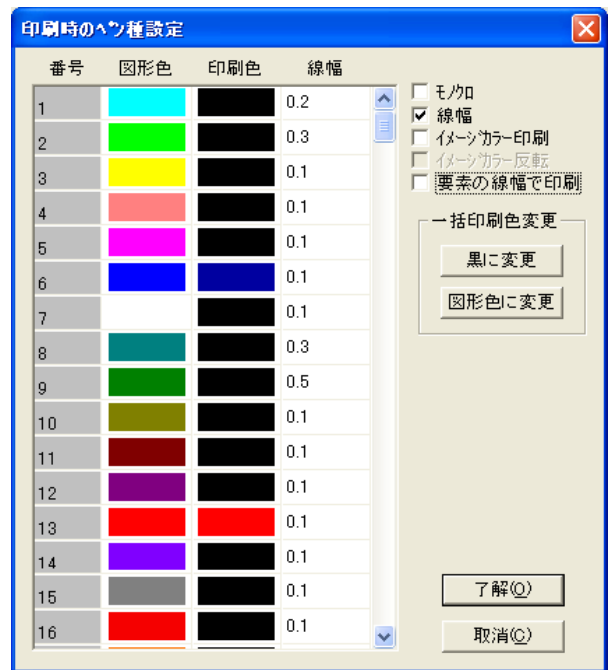 印刷時のペン種設定
番号 図形色 印刷色 線幅
1 0.2
2 0.3
3 0.1
4 0.1
5 0.1
6 0.1
7 0.1
8 0.3
9 0.5
10 0.1
11 0.1
12 0.1
13 0.1
14 0.1
15 0.1
16 0.1
モノクロ
線幅
イメージカラー印刷
イメージカラー反転
要素の線幅で印刷
一括印刷色変更
黒に変更
図形色に変更
了解(O)
取消(C)